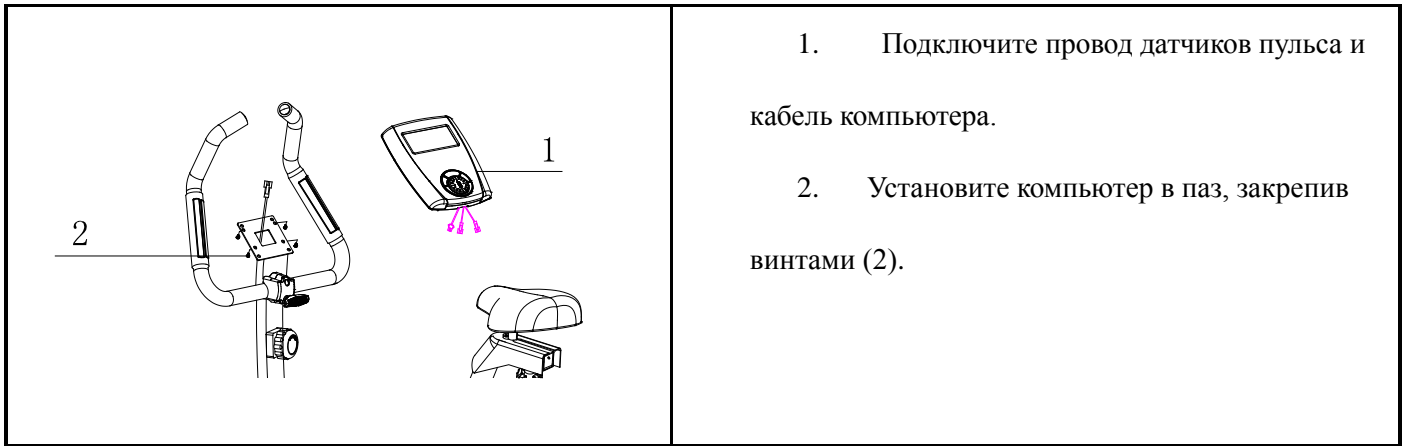 1
2
1. Подключите провод датчиков пульса и
кабель компьютера.
2. Установите компьютер в паз, закрепив
винтами (2).